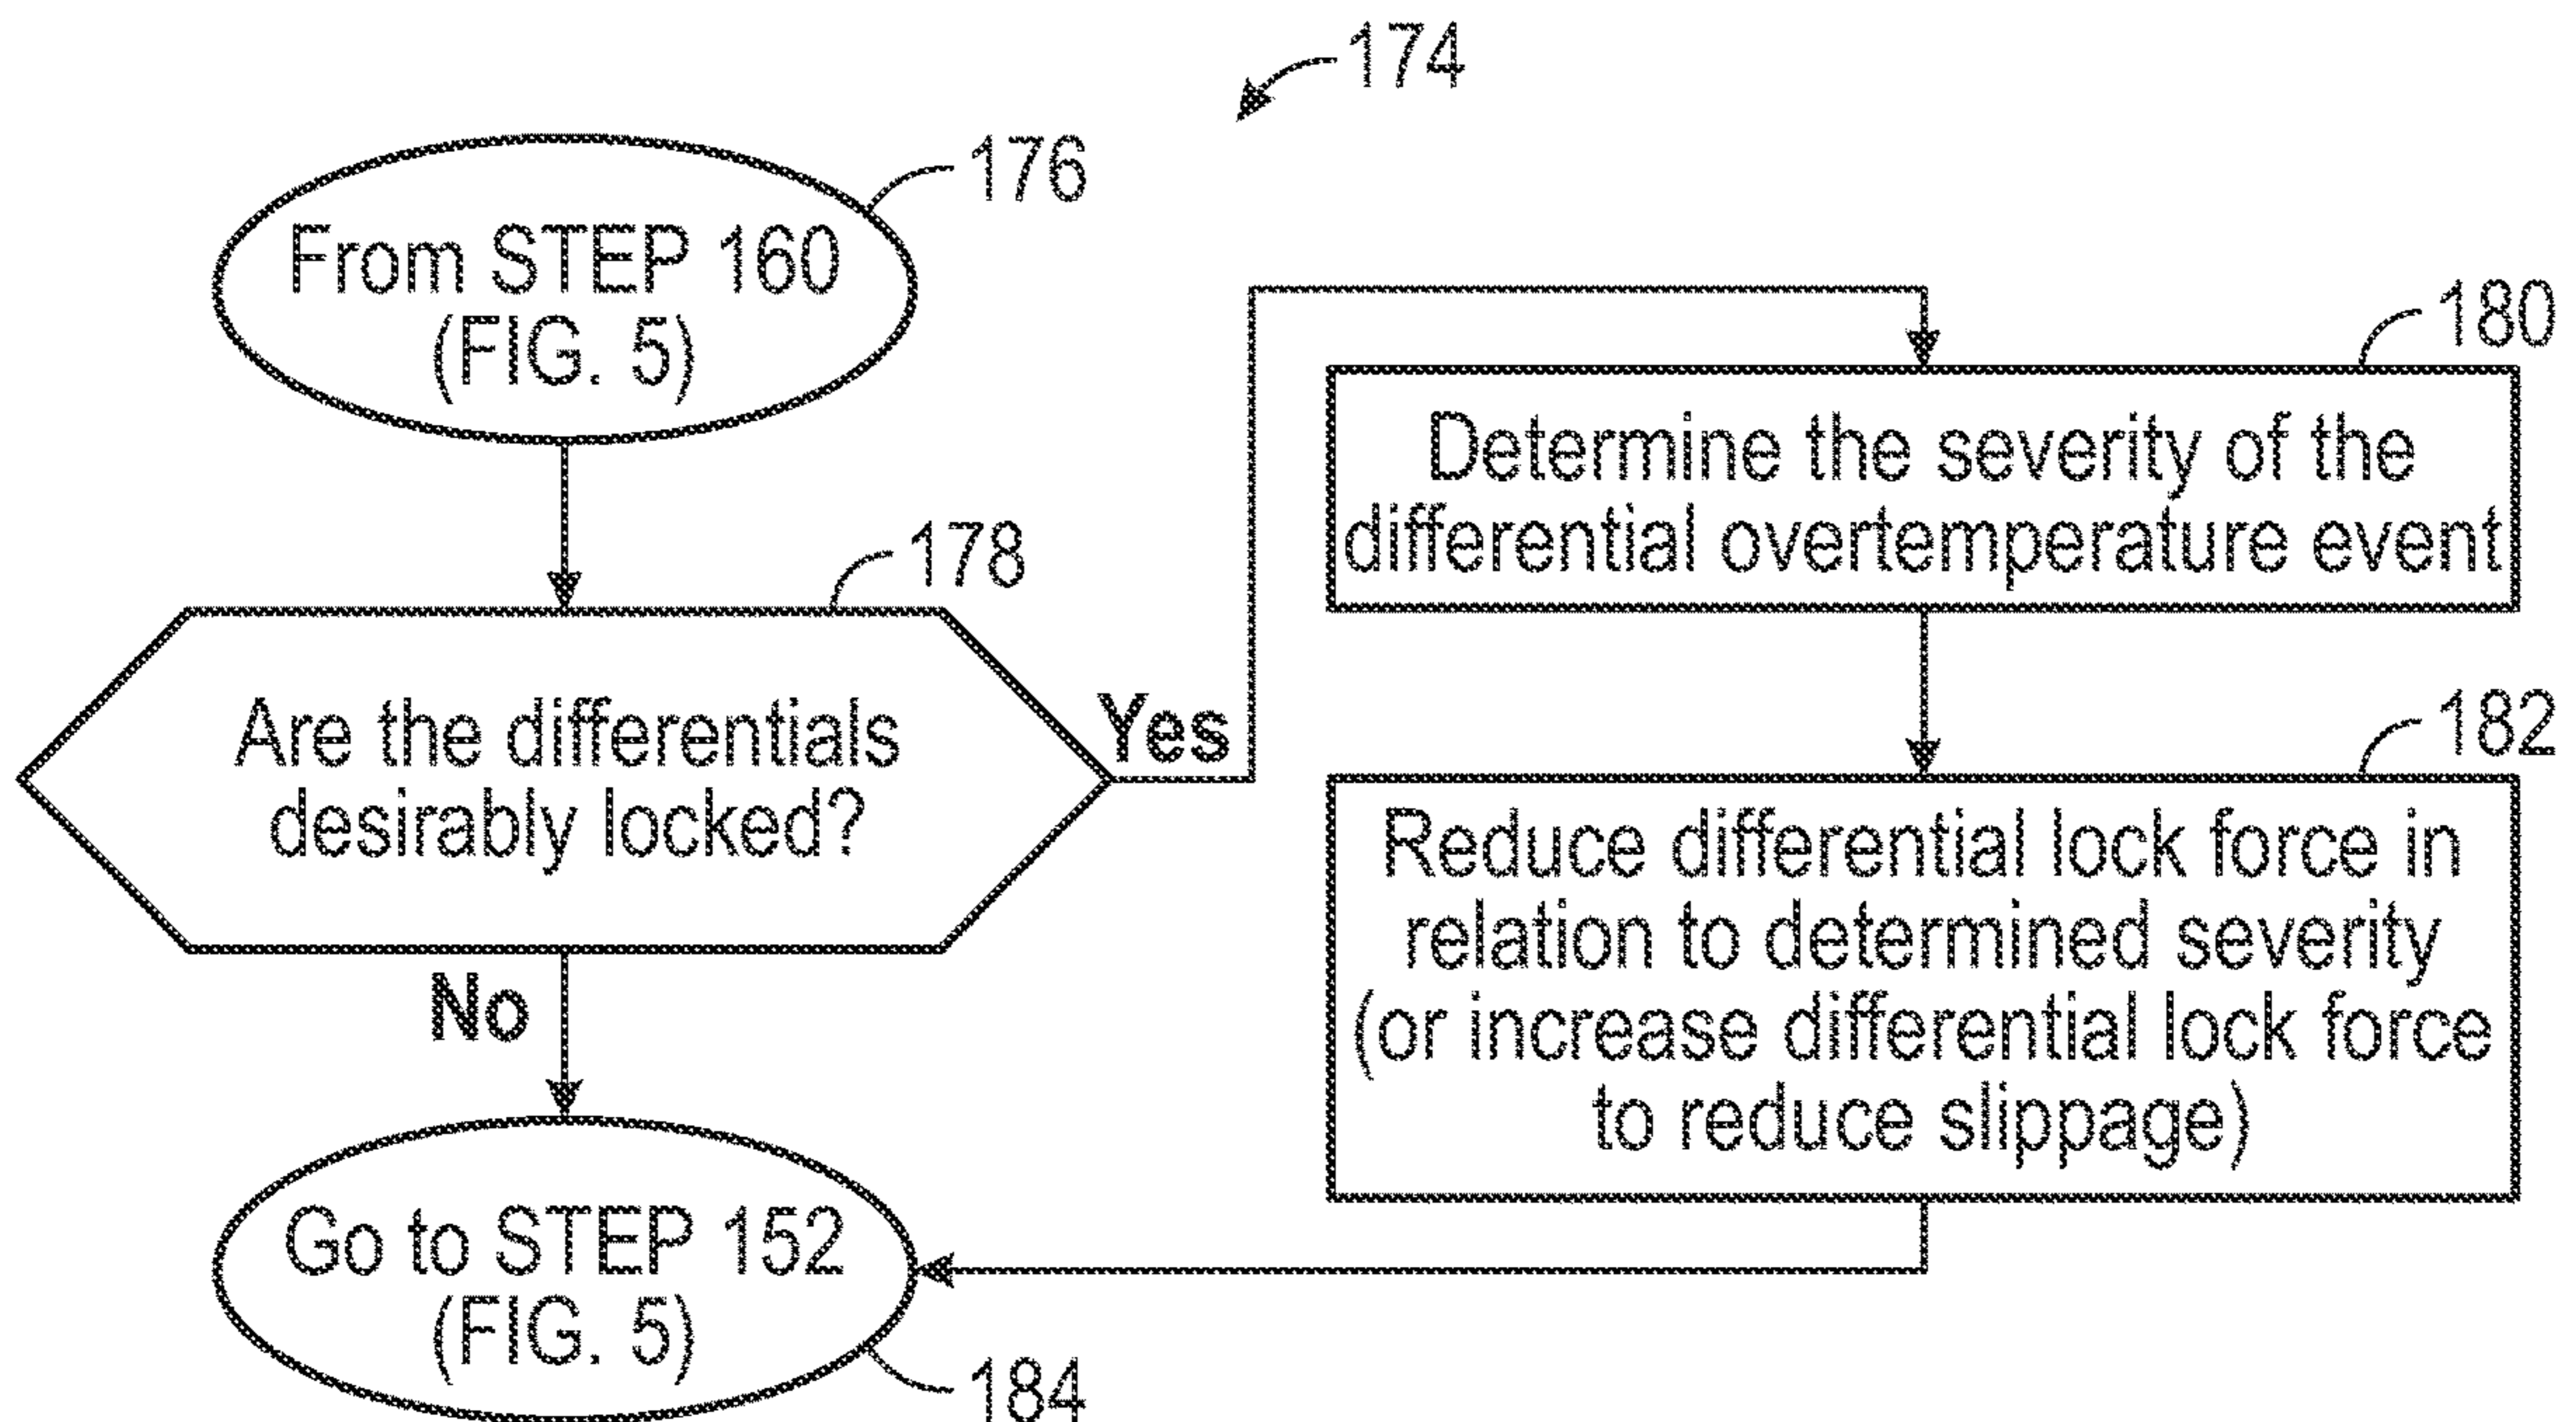 174
176
From STEP 160
(FIG. 5)
178
Are the differentials
desirably locked?
Yes
No
180
Determine the severity of the
differential overtemperature event
182
Reduce differential lock force in
relation to determined severity
(or increase differential lock force
to reduce slippage)
Go to STEP 152
(FIG. 5)
184